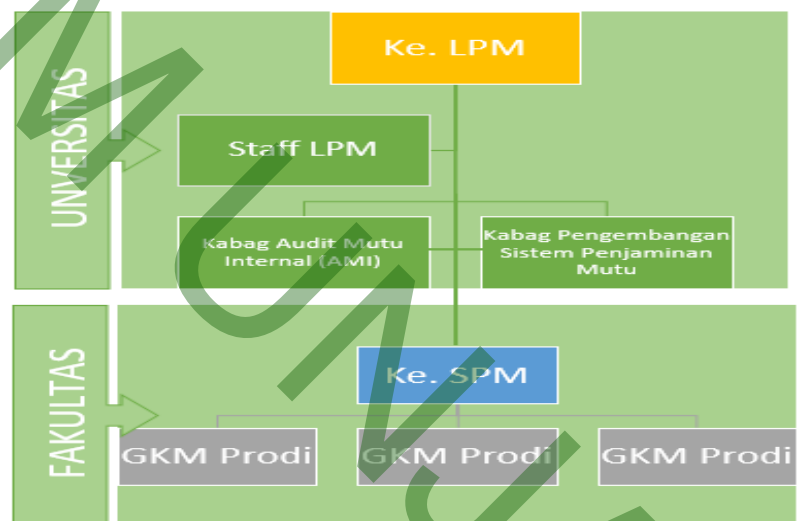 UNVERSITAS
Ke. LPM
Staff LPM
Kabag Audit Mutu
Internal (AMI)
Kabag Pengembangan
Sistem Penjaminan
Mutu
FAKULTAS
Ke. SPM
GKM Prodi
GKM Prodi
GKM Prodi